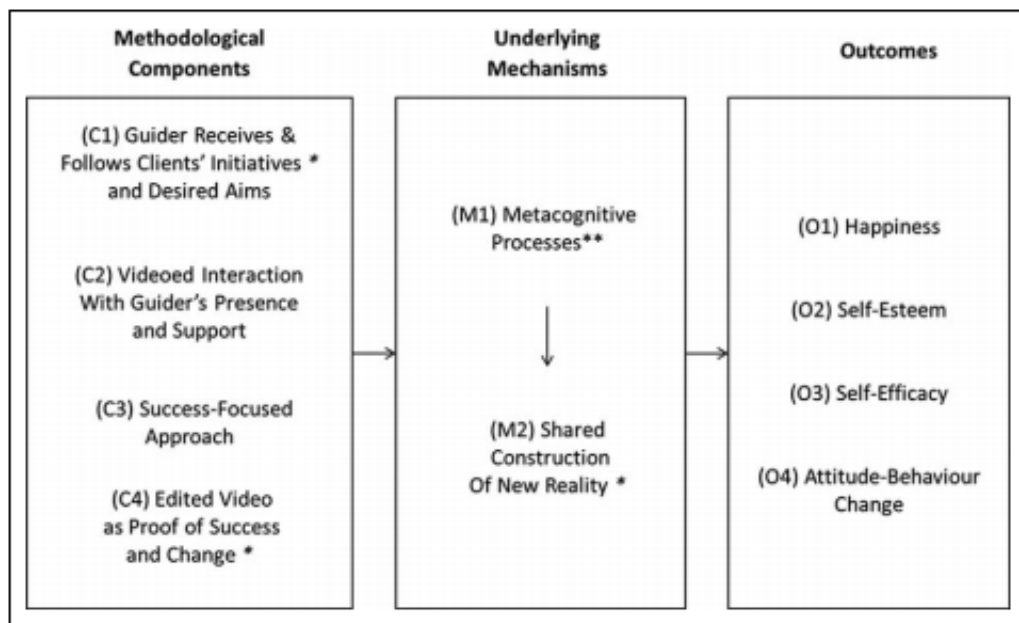 Methodological
Components
(C1) Guider Receives &
Follows Clients' Initiatives *
and Desired Aims
(C2) Videoed Interaction
With Guider's Presence
and Support
(C3) Success-Focused
Approach
(C4) Edited Video
as Proof of Success
and Change *
Underlying
Mechanisms
(M1) Metacognitive
Processes**
(M2) Shared
Construction
Of New Reality *
Outcomes
(O1) Happiness
(O2) Self-Esteem
(O3) Self-Efficacy
(O4) Attitude-Behaviour
Change